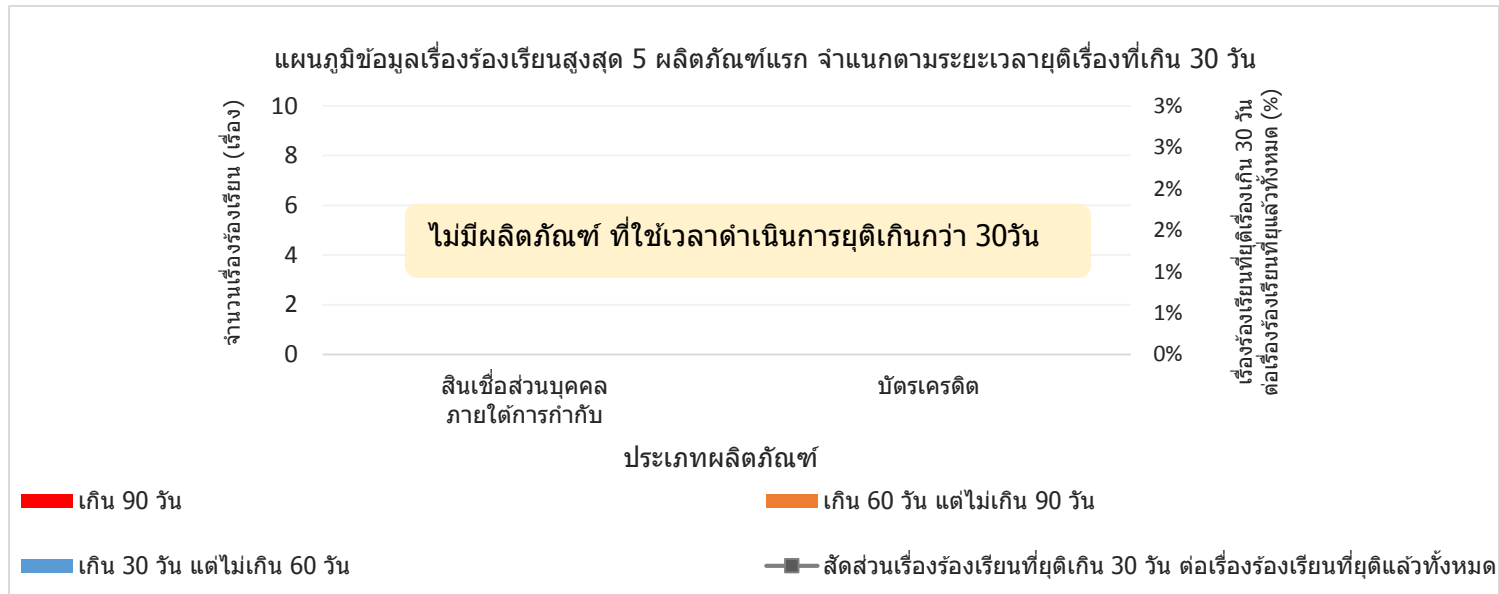 แผนภูมิข้อมูลเรื่องร้องเรียนสูงสุด 5 ผลิตภัณฑ์แรก จำแนกตามระยะเวลายุติเรื่องที่เกิน 30 วัน
จำนวนเรื่องร้องเรียน (เรื่อง)
10
8
6
4
2
0
ไม่มีผลิตภัณฑ์ ที่ใช้เวลาดำเนินการยุติเกินกว่า 30วัน
3%
3%
2%
2%
1%
1%
0%
เรื่องร้องเรียนที่ยุติเรื่องเกิน 30 วัน
ต่อเรื่องร้องเรียนที่ยุแล้วทั้งหมด (%)
สินเชื่อส่วนบุคคล
ภายใต้การกำกับ
บัตรเครดิต
ประเภทผลิตภัณฑ์
เกิน 90 วัน
เกิน 60 วัน แต่ไม่เกิน 90 วัน
เกิน 30 วัน แต่ไม่เกิน 60 วัน
สัดส่วนเรื่องร้องเรียนที่ยุติเกิน 30 วัน ต่อเรื่องร้องเรียนที่ยุติแล้วทั้งหมด